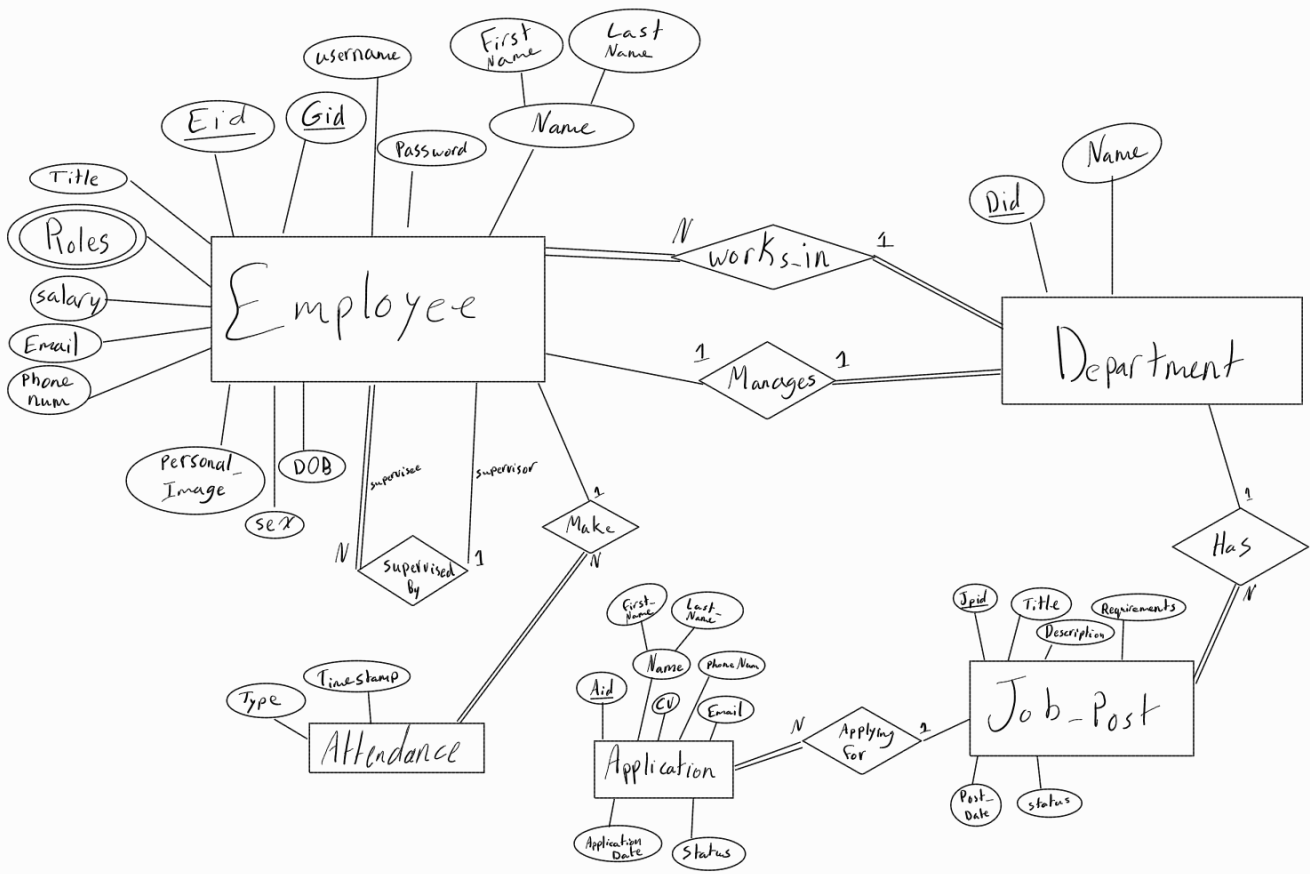 username
First
Name
Last
Name
Eid
Gid
Name
Password
Title
Roles
salary
Email
Phone
num
Employee
Personal_
Image
sex
DOB
supervisee
supervisor
N
1
Supervised
By
N
works_in
1
1
Manages
1
Did
Name
Department
1
Make
N
1
Has
N
Type
Timestamp
Attendance
First_
Name
Last_
Name
Name
Phone Num
Aid
CV
Email
Application
Application
Date
Status
N
Applying
For
1
Jpid
Title
Description
Requirements
Job_Post
Post_
Date
status